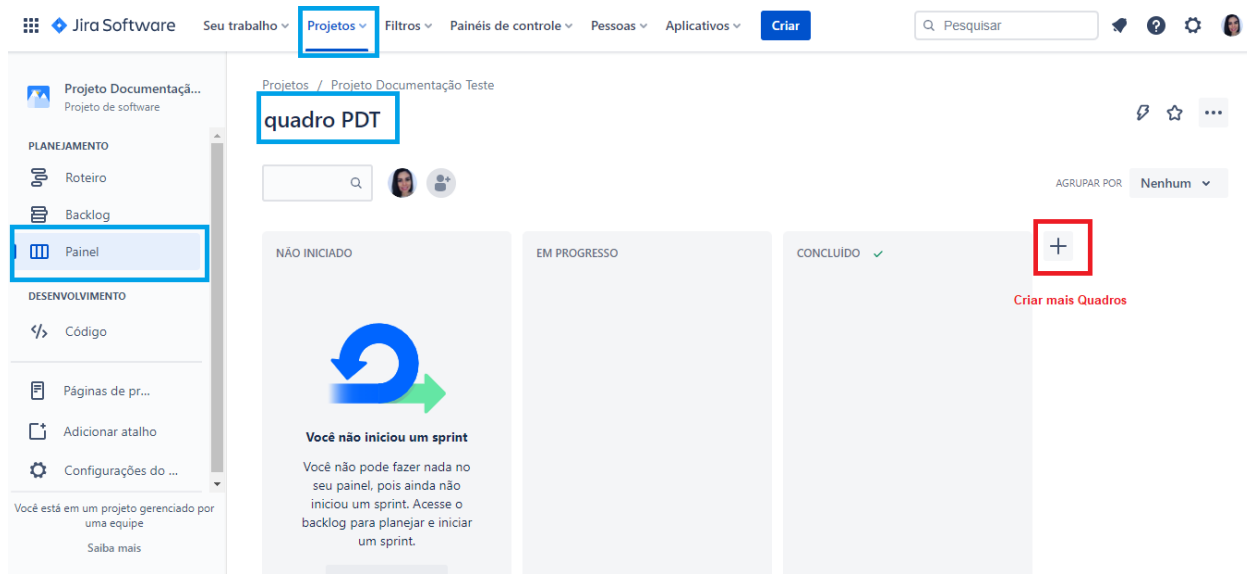 Jira Software
Seu trabalho
Projetos
Filtros
Painéis de controle
Pessoas
Aplicativos
Criar
Pesquisar
Projeto Documentaçã...
Projeto de software
PLANEJAMENTO
Roteiro
Backlog
Painel
DESENVOLVIMENTO
Código
Páginas de pr...
Adicionar atalho
Configurações do ...
Você está em um projeto gerenciado por
uma equipe
Saiba mais
Projetos / Projeto Documentação Teste
quadro PDT
AGRUPAR POR Nenhum
NÃO INICIADO
EM PROGRESSO
CONCLUÍDO
Criar mais Quadros
Você não iniciou um sprint
Você não pode fazer nada no
seu painel, pois ainda não
iniciou um sprint. Acesse o
backlog para planejar e iniciar
um sprint.